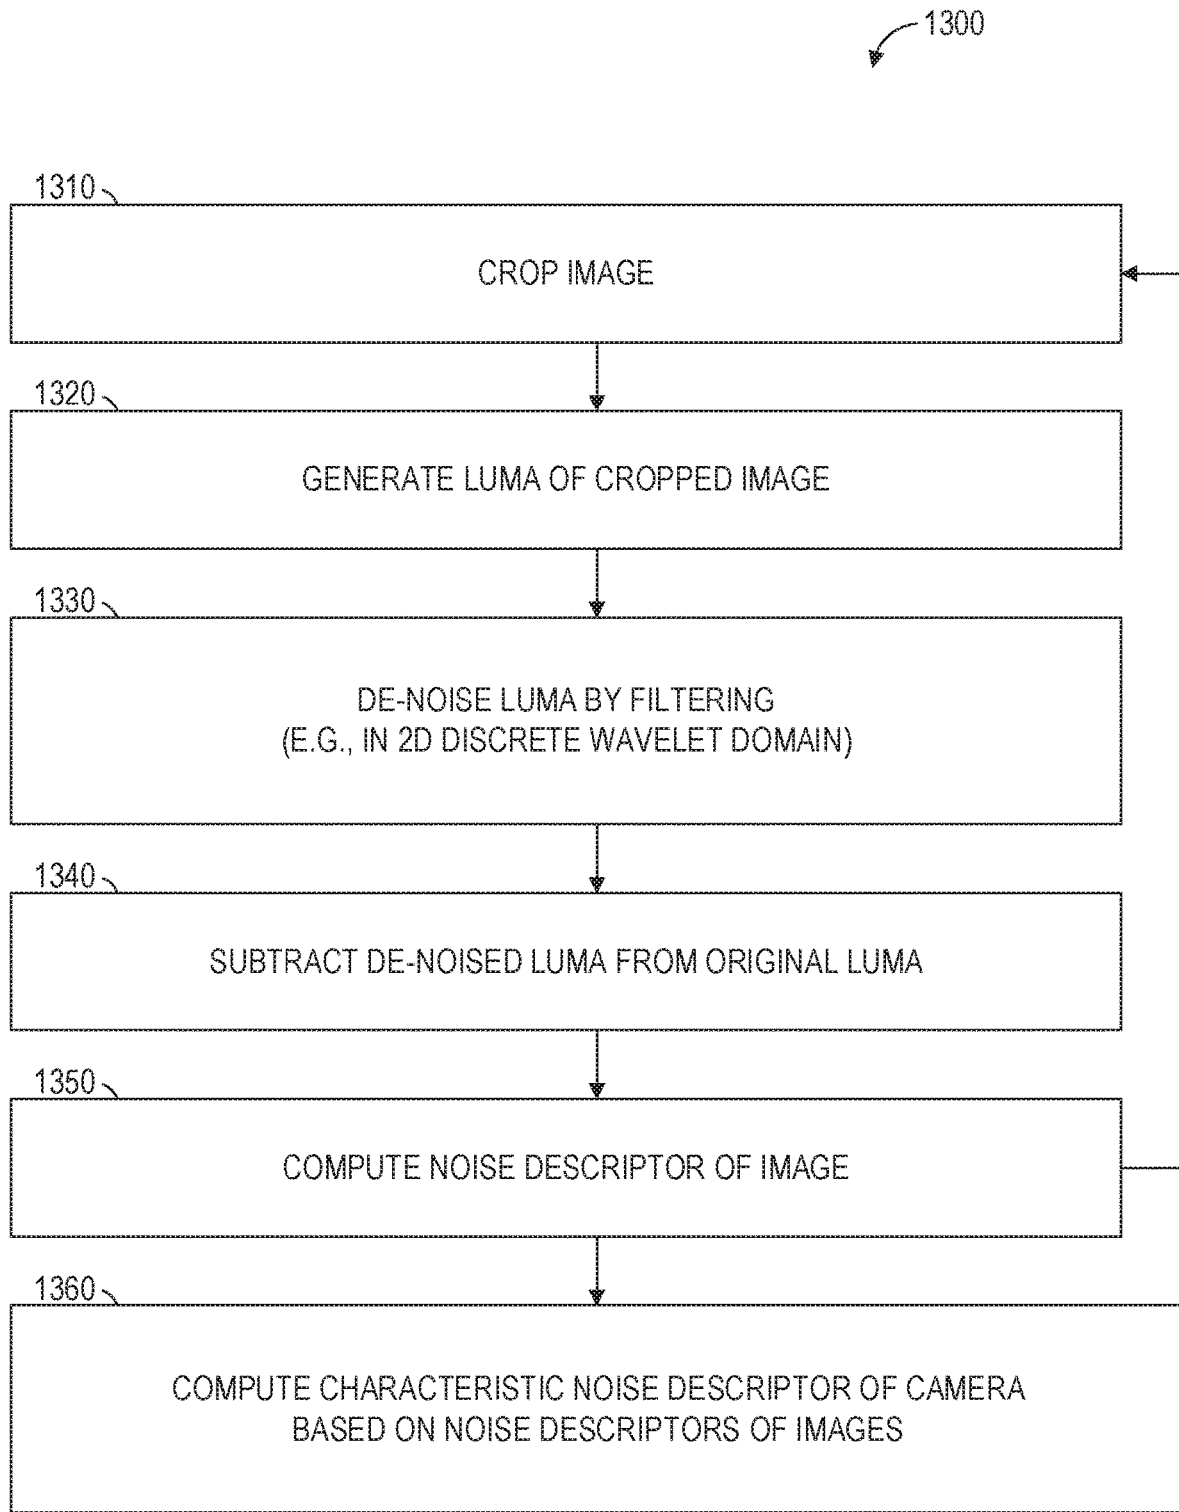 1300
1310
CROP IMAGE
1320
GENERATE LUMA OF CROPPED IMAGE
1330
DE-NOISE LUMA BY FILTERING
(E.G., IN 2D DISCRETE WAVELET DOMAIN)
1340
SUBTRACT DE-NOISED LUMA FROM ORIGINAL LUMA
1350
COMPUTE NOISE DESCRIPTOR OF IMAGE
1360
COMPUTE CHARACTERISTIC NOISE DESCRIPTOR OF CAMERA
BASED ON NOISE DESCRIPTORS OF IMAGES